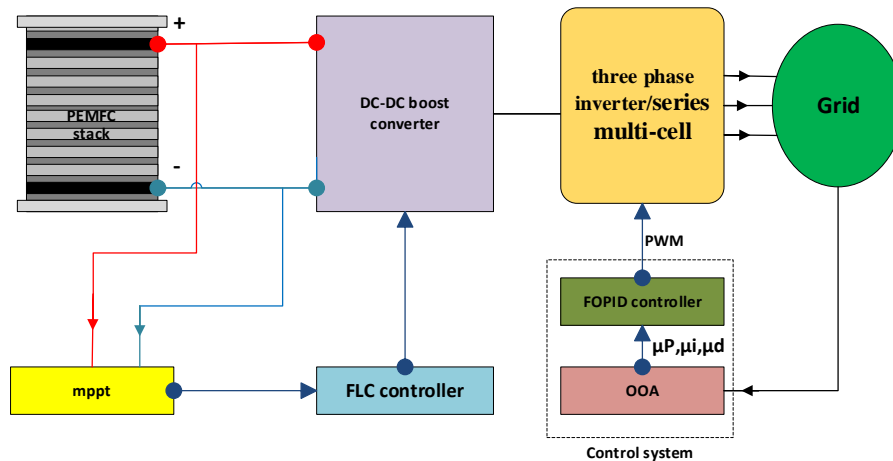 +
PEMFC
stack
-
DC-DC boost
converter
three phase
inverter/series
multi-cell
Grid
PWM
FOPID controller
μP,μi,μd
mppt
FLC controller
OOA
Control system